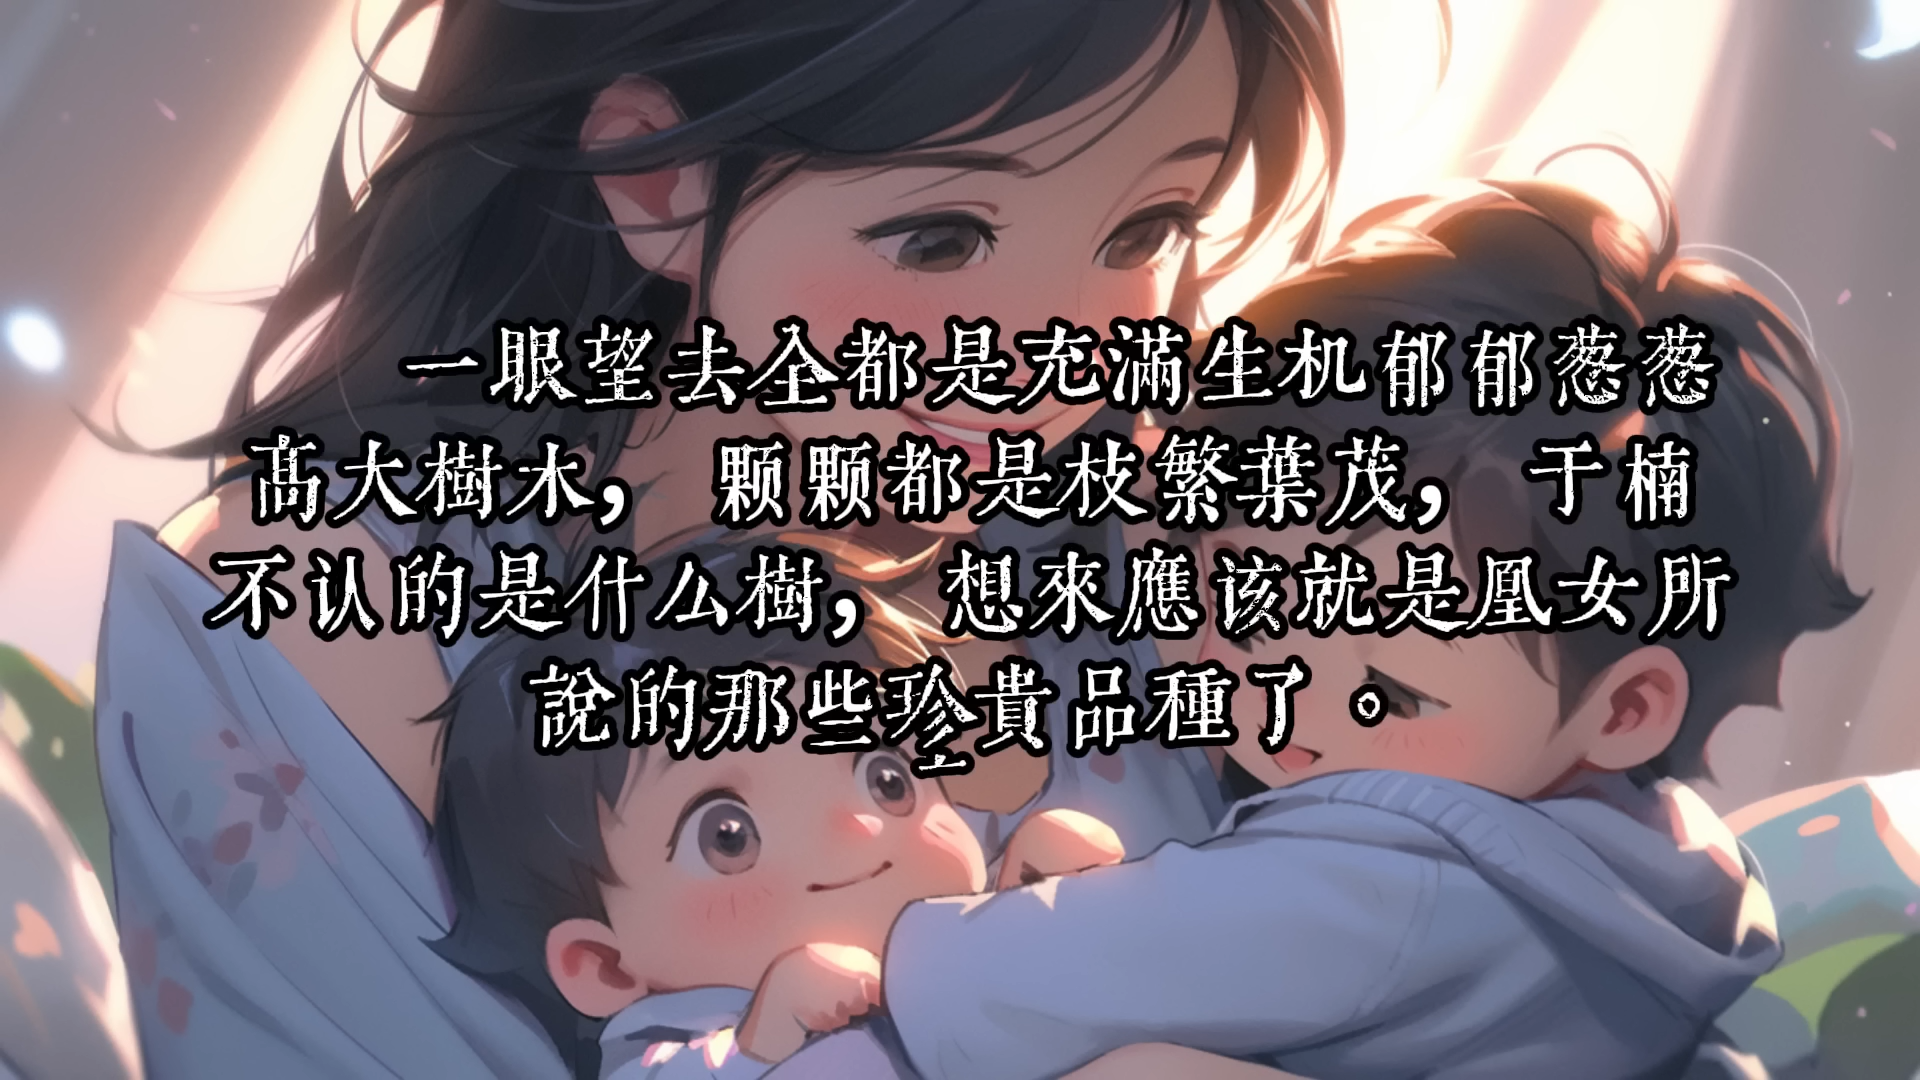 一眼望去全都是充滿生机郁郁葱葱
高大樹木，颗颗都是枝繁葉茂，于楠
不认的是什么樹，想來應该就是凰女所
說的那些珍貴品種了。